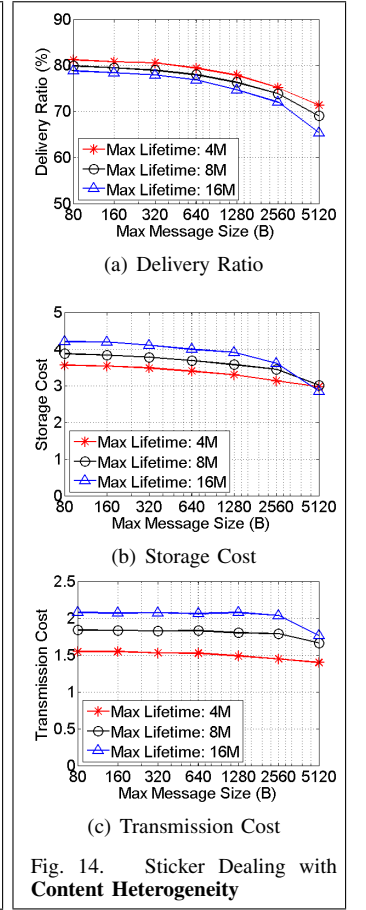 90
80
70
60
50
Delivery Ratio (%)
Max Lifetime: 4M
Max Lifetime: 8M
Max Lifetime: 16M
80 160 320 640 1280 2560 5120
Max Message Size (B)
(a) Delivery Ratio
5
4
3
2
1
0
Storage Cost
Max Lifetime: 4M
Max Lifetime: 8M
Max Lifetime: 16M
80 160 320 640 1280 2560 5120
Max Message Size (B)
(b) Storage Cost
2.5
2
1.5
1
0.5
0
Transmission Cost
Max Lifetime: 4M
Max Lifetime: 8M
Max Lifetime: 16M
80 160 320 640 1280 2560 5120
Max Message Size (B)
(c) Transmission Cost
Fig. 14. Sticker Dealing with
Content Heterogeneity